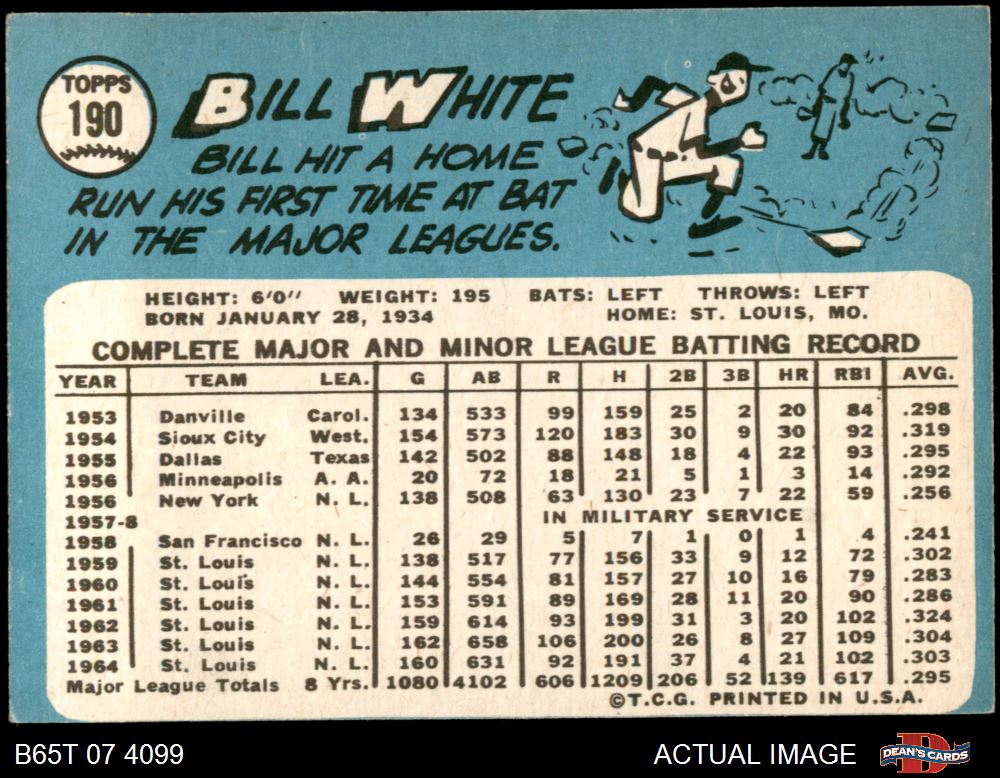 TOPPS
190
BILL WHITE
BILL HIT A HOME
RUN HIS FIRST TIME AT BAT
IN THE MAJOR LEAGUES.
HEIGHT: 6'0" WEIGHT: 195 BATS: LEFT THROWS: LEFT
BORN JANUARY 28, 1934 HOME: ST. LOUIS, MO.
COMPLETE MAJOR AND MINOR LEAGUE BATTING RECORD
YEAR TEAM LEA. G AB R H 2B 3B HR RBI AVG.
1953 Danville Carol. 134 533 99 159 25 2 20 84 .298
1954 Sioux City West. 154 573 120 183 30 9 30 92 .319
1955 Dallas Texas 142 502 88 148 18 4 22 93 .295
1956 Minneapolis A. A. 20 72 18 21 5 1 3 14 .292
1956 New York N. L. 138 508 63 130 23 7 22 59 .256
1957-8 IN MILITARY SERVICE
1958 San Francisco N. L. 26 29 5 7 1 0 1 4 .241
1959 St. Louis N. L. 138 517 77 156 33 9 12 72 .302
1960 St. Louis N. L. 144 554 81 157 27 10 16 79 .283
1961 St. Louis N. L. 153 591 89 169 28 11 20 90 .286
1962 St. Louis N. L. 159 614 93 199 31 3 20 102 .324
1963 St. Louis N. L. 162 658 106 200 26 8 27 109 .304
1964 St. Louis N. L. 160 631 92 191 37 4 21 102 .303
Major League Totals 8 Yrs. 1080 4102 606 1209 206 52 139 617 .295
©T.C.G. PRINTED IN U.S.A.
B65T 07 4099 ACTUAL IMAGE DEAN'S CARDS